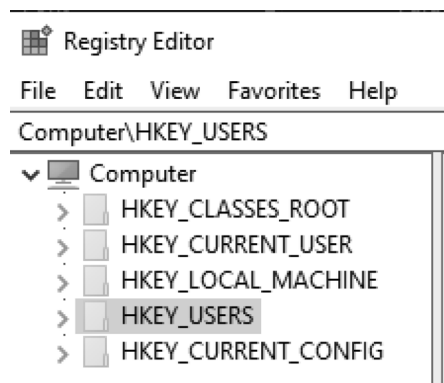 Registry Editor
File Edit View Favorites Help
Computer\HKEY_USERS
Computer
HKEY_CLASSES_ROOT
HKEY_CURRENT_USER
HKEY_LOCAL_MACHINE
HKEY_USERS
HKEY_CURRENT_CONFIG